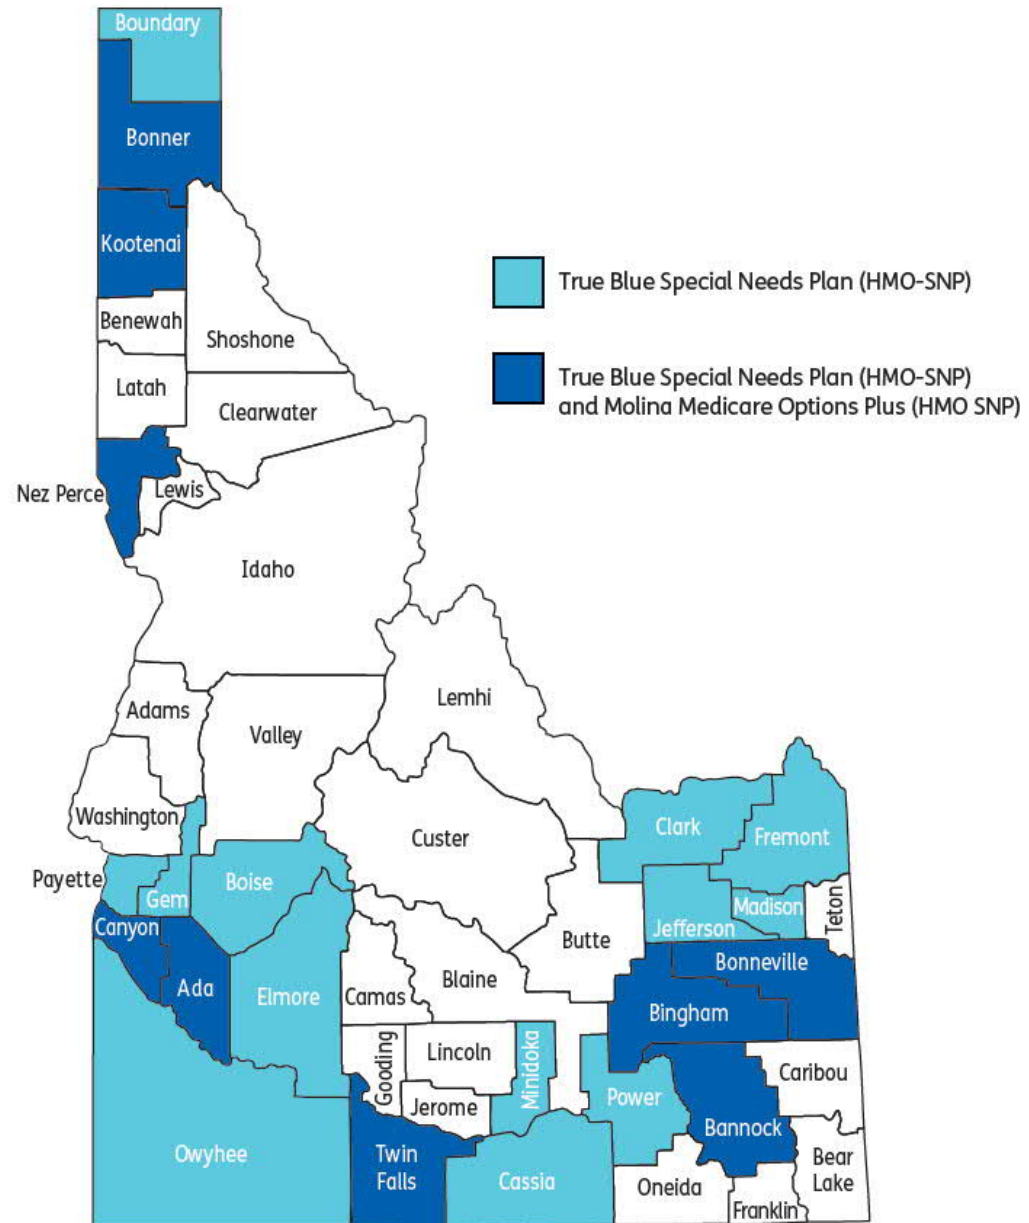 Boundary
Bonner
Kootenai
True Blue Special Needs Plan (HMO-SNP)
Benewah
Shoshone
Latah
True Blue Special Needs Plan (HMO-SNP)
and Molina Medicare Options Plus (HMO SNP)
Clearwater
Nez Perce
Lewis
Idaho
Lemhi
Adams
Valley
Washington
Custer
Clark
Fremont
Payette
Gem
Boise
Madison
Teton
Jefferson
Canyon
Butte
Bonneville
Ada
Elmore
Camas
Blaine
Bingham
Gooding
Lincoln
Minidoka
Caribou
Jerome
Power
Bannock
Owyhee
Twin
Falls
Cassia
Oneida
Bear
Lake
Franklin